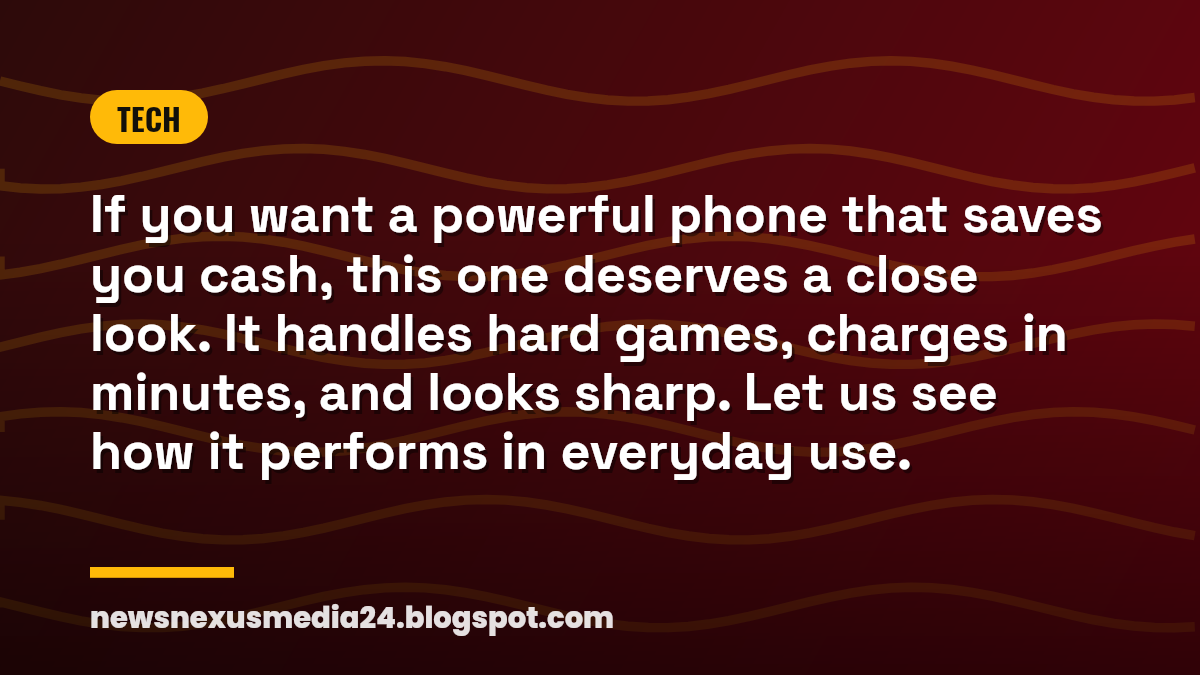 TECH
If you want a powerful phone that saves
you cash, this one deserves a close
look. It handles hard games, charges in
minutes, and looks sharp. Let us see
how it performs in everyday use.
newsnexusmedia24.blogspot.com